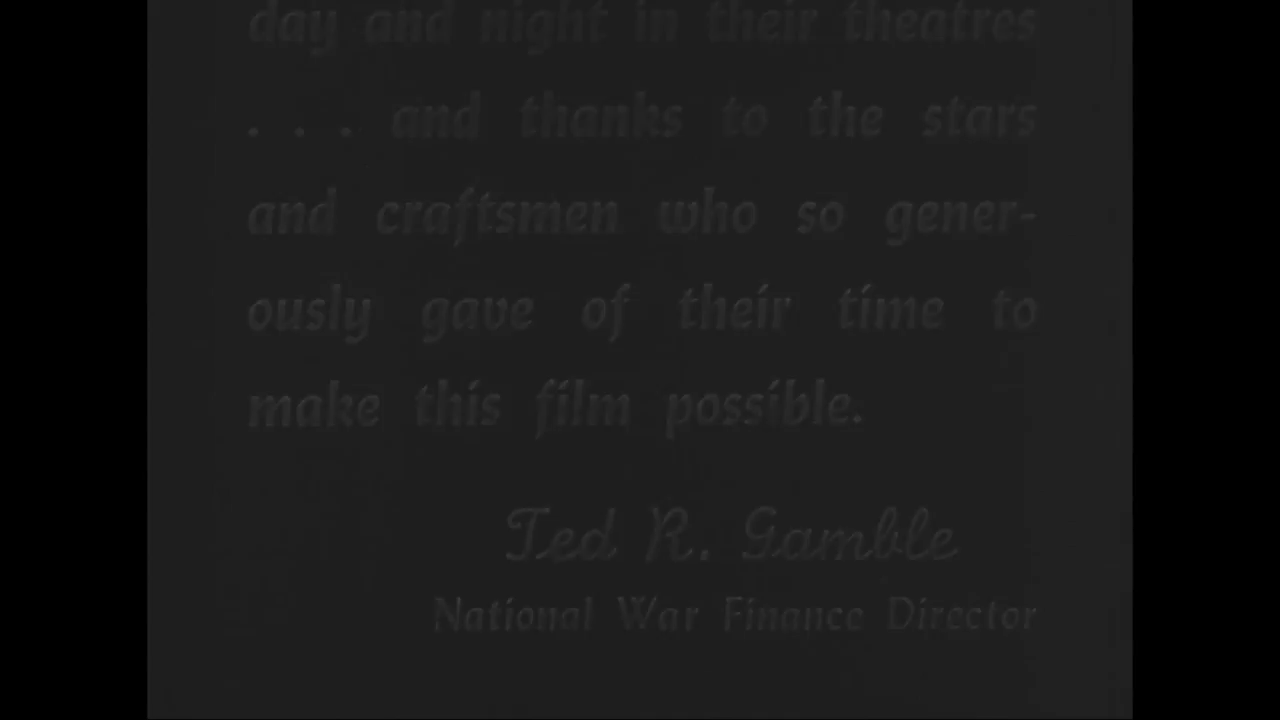 day and night in their theatres
. . . and thanks to the stars
and craftsmen who so gener-
ously gave of their time to
make this film possible.
Ted R. Gamble
National War Finance Director